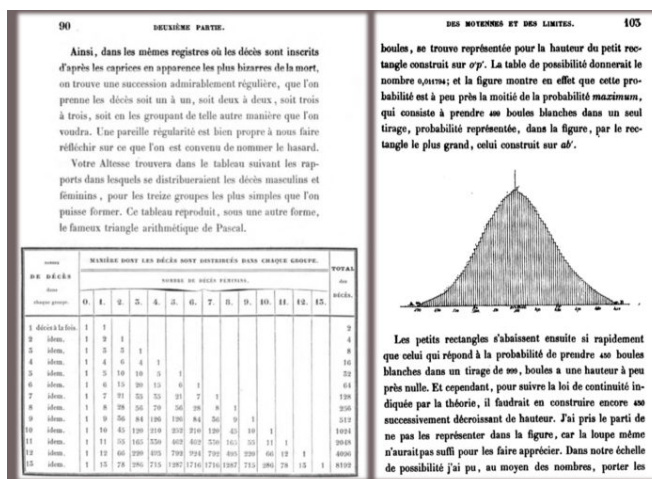 90 DEUXIÈME PARTIE.
Ainsi, dans les mêmes registres où les décès sont inscrits
d'après les caprices en apparence les plus bizarres de la mort,
on trouve une succession admirablement régulière, que l'on
prenne les décès soit un à un, soit deux à deux, soit trois
à trois, soit en les groupant de telle autre manière que l'on
voudra. Une pareille régularité est bien propre à nous faire
réfléchir sur ce que l'on est convenu de nommer le hasard.
Votre Altesse trouvera dans le tableau suivant les rap-
ports dans lesquels se distribueraient les décès masculins et
féminins, pour les treize groupes les plus simples que l'on
puisse former. Ce tableau reproduit, sous une autre forme,
le fameux triangle arithmétique de Pascal.
NOMBRE
DE DÉCÈS
dans
chaque groupe.
MANIÈRE DONT LES DÉCÈS SONT DISTRIBUÉS DANS CHAQUE GROUPE.
NOMBRE DE DÉCÈS FÉMININS.
TOTAL
des
DÉCÈS.
0. 1. 2. 3. 4. 5. 6. 7. 8. 9. 10. 11. 12. 13.
1 décès à la fois. 1 1 2
2 idem. 1 2 1 4
3 idem. 1 3 3 1 8
4 idem. 1 4 6 4 1 16
5 idem. 1 5 10 10 5 1 32
6 idem. 1 6 15 20 15 6 1 64
7 idem. 1 7 21 35 35 21 7 1 128
8 idem. 1 8 28 56 70 56 28 8 1 256
9 idem. 1 9 36 84 126 126 84 36 9 1 512
10 idem. 1 10 45 120 210 252 210 120 45 10 1 1024
11 idem. 1 11 55 165 330 462 462 330 165 55 11 1 2048
12 idem. 1 12 66 220 495 792 924 792 495 220 66 12 1 4096
13 idem. 1 13 78 286 715 1287 1716 1716 1287 715 286 78 13 1 8192
DES MOYENNES ET DES LIMITES. 103
boules, se trouve représentée pour la hauteur du petit rec-
tangle construit sur o'p'. La table de possibilité donnerait le
nombre 0,011794; et la figure montre en effet que cette pro-
babilité est à peu près la moitié de la probabilité maximum,
qui consiste à prendre 400 boules blanches dans un seul
tirage, probabilité représentée, dans la figure, par le rec-
tangle le plus grand, celui construit sur ab'.
Les petits rectangles s'abaissent ensuite si rapidement
que celui qui répond à la probabilité de prendre 450 boules
blanches dans un tirage de 999, boules a une hauteur à peu
près nulle. Et cependant, pour suivre la loi de continuité in-
diquée par la théorie, il faudrait en construire encore 450
successivement décroissant de hauteur. J'ai pris le parti de
ne pas les représenter dans la figure, car la loupe même
n'aurait pas suffi pour les faire apprécier. Dans notre échelle
de possibilité j'ai pu, au moyen des nombres, porter les